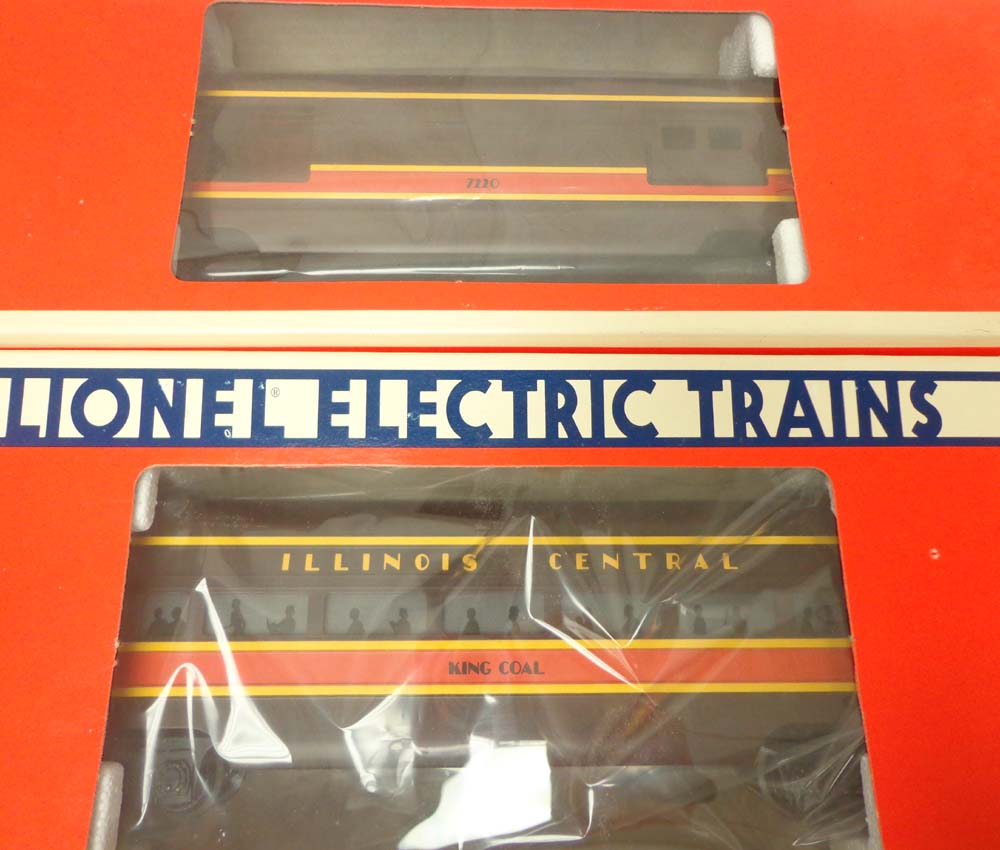 7220
LIONEL® ELECTRIC TRAINS
ILLINOIS CENTRAL
KING COAL